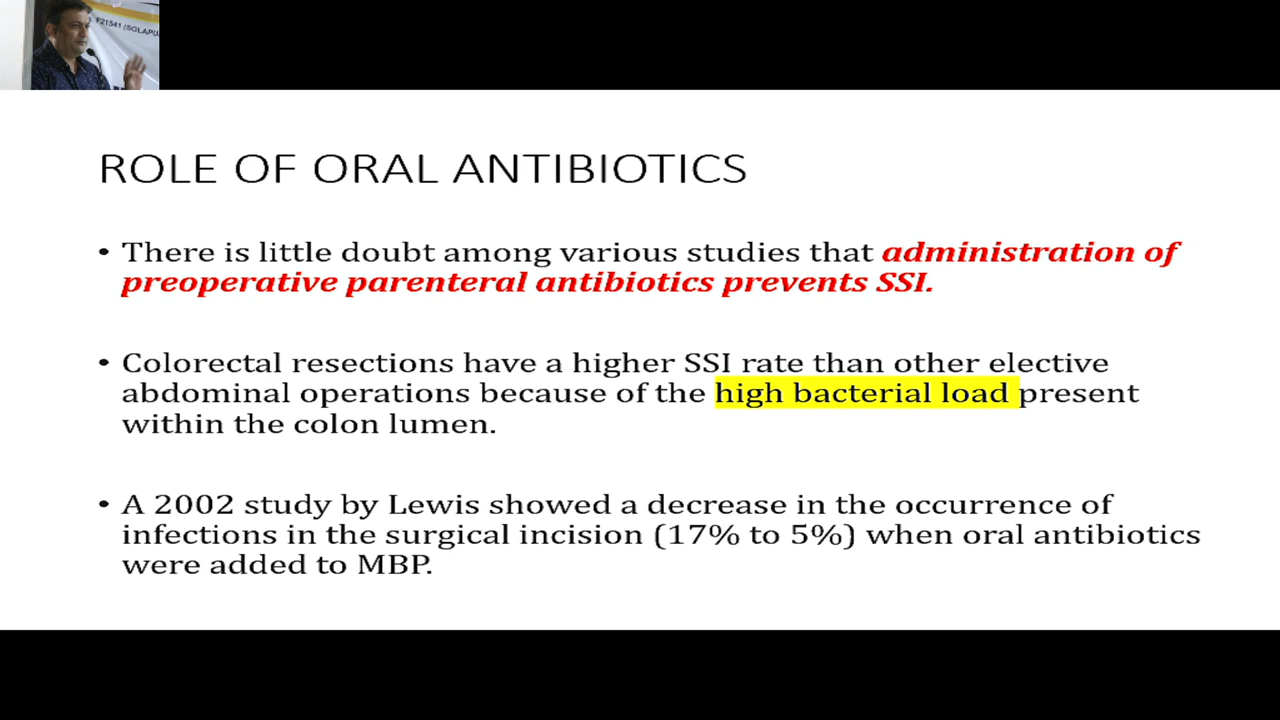 F21541 (SOLAPU
ROLE OF ORAL ANTIBIOTICS
• There is little doubt among various studies that administration of
preoperative parenteral antibiotics prevents SSI.
• Colorectal resections have a higher SSI rate than other elective
abdominal operations because of the high bacterial load present
within the colon lumen.
• A 2002 study by Lewis showed a decrease in the occurrence of
infections in the surgical incision (17% to 5%) when oral antibiotics
were added to MBP.